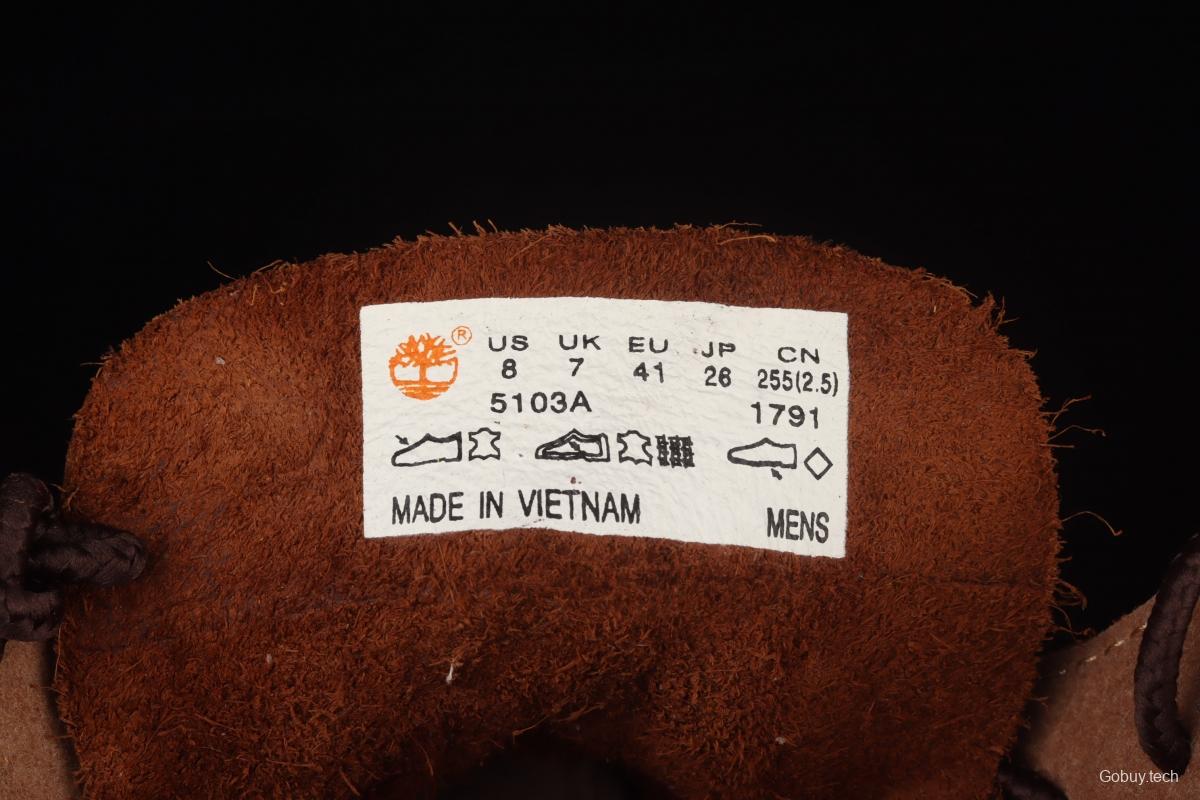 ®
US UK EU JP CN
8 7 41 26 255(2.5)
5103A 1791
MADE IN VIETNAM MENS
Gobuy.tech